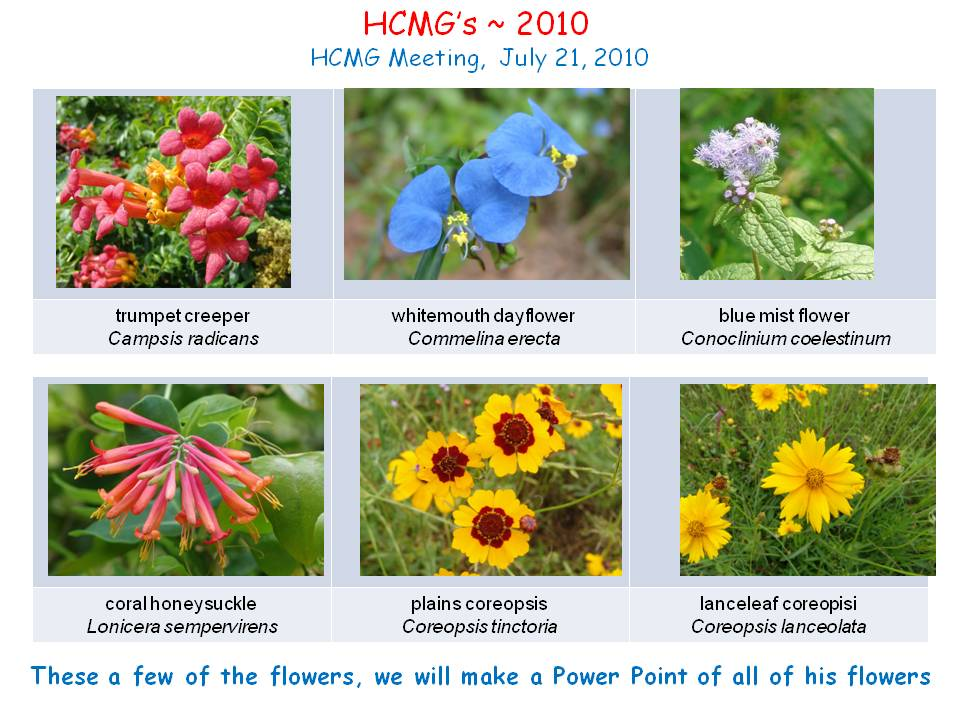 HCMG's ~ 2010
HCMG Meeting, July 21, 2010
trumpet creeper
Campsis radicans
whitemouth dayflower
Commelina erecta
blue mist flower
Conoclinium coelestinum
coral honeysuckle
Lonicera sempervirens
plains coreopsis
Coreopsis tinctoria
lanceleaf coreopisi
Coreopsis lanceolata
These a few of the flowers, we will make a Power Point of all of his flowers